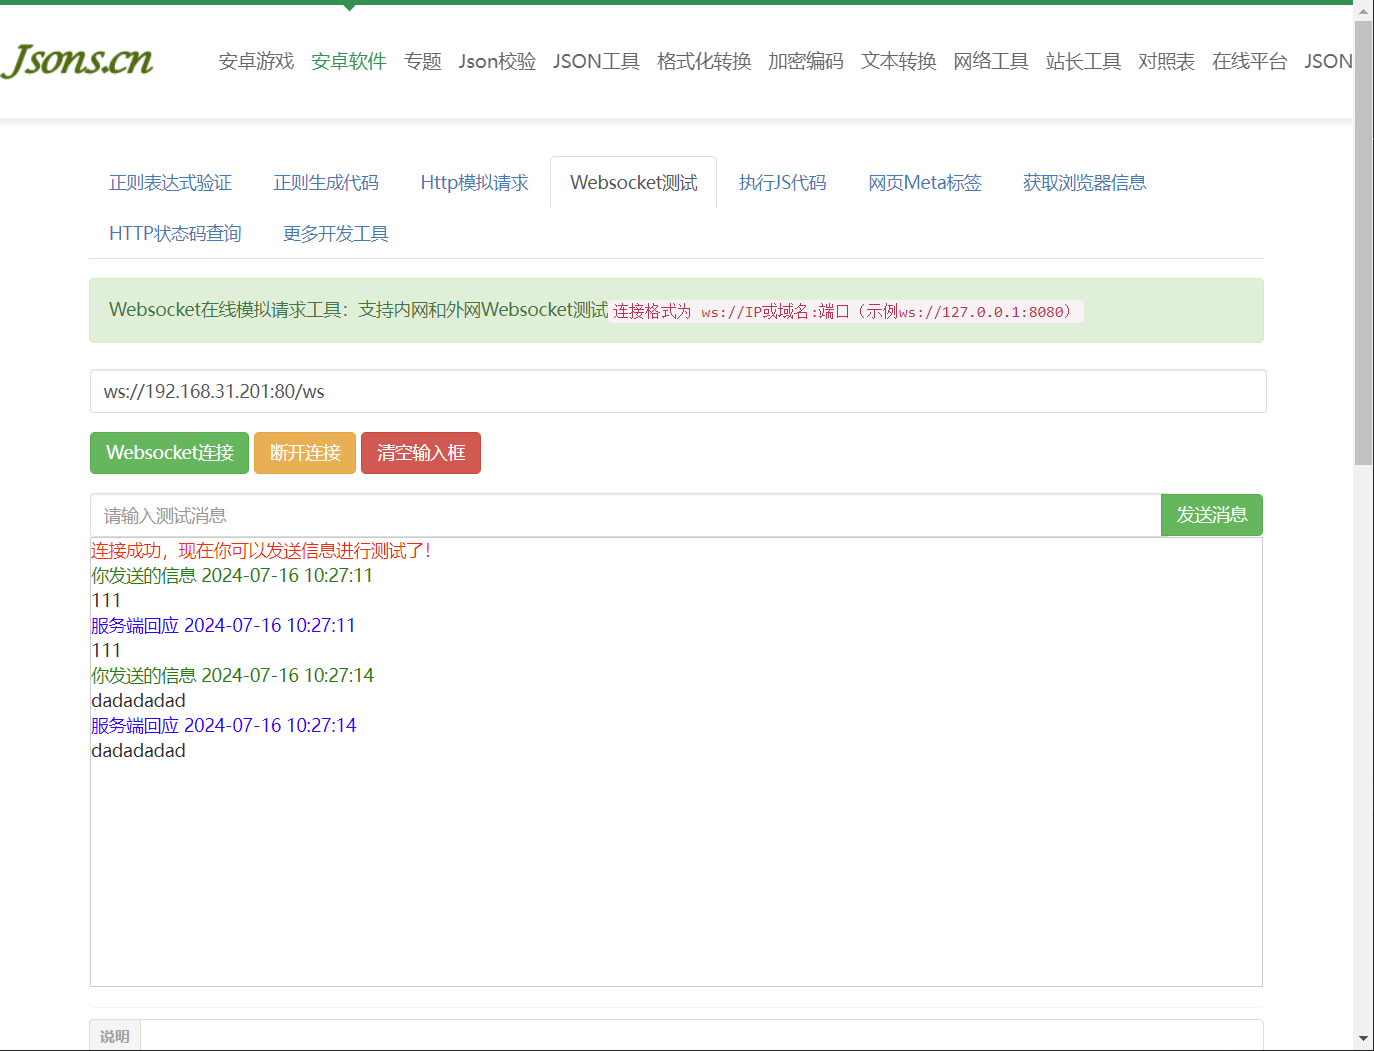 Jsons.cn
安卓游戏 安卓软件 专题 Json校验 JSON工具 格式化转换 加密编码 文本转换 网络工具 站长工具 对照表 在线平台 JSON
正则表达式验证 正则生成代码 Http模拟请求 Websocket测试 执行JS代码 网页Meta标签 获取浏览器信息
HTTP状态码查询 更多开发工具
Websocket在线模拟请求工具：支持内网和外网Websocket测试 连接格式为 ws://IP或域名:端口（示例ws://127.0.0.1:8080）
ws://192.168.31.201:80/ws
Websocket连接 断开连接 清空输入框
请输入测试消息 发送消息
连接成功，现在你可以发送信息进行测试了！
你发送的信息 2024-07-16 10:27:11
111
服务端回应 2024-07-16 10:27:11
111
你发送的信息 2024-07-16 10:27:14
dadadadad
服务端回应 2024-07-16 10:27:14
dadadadad
说明